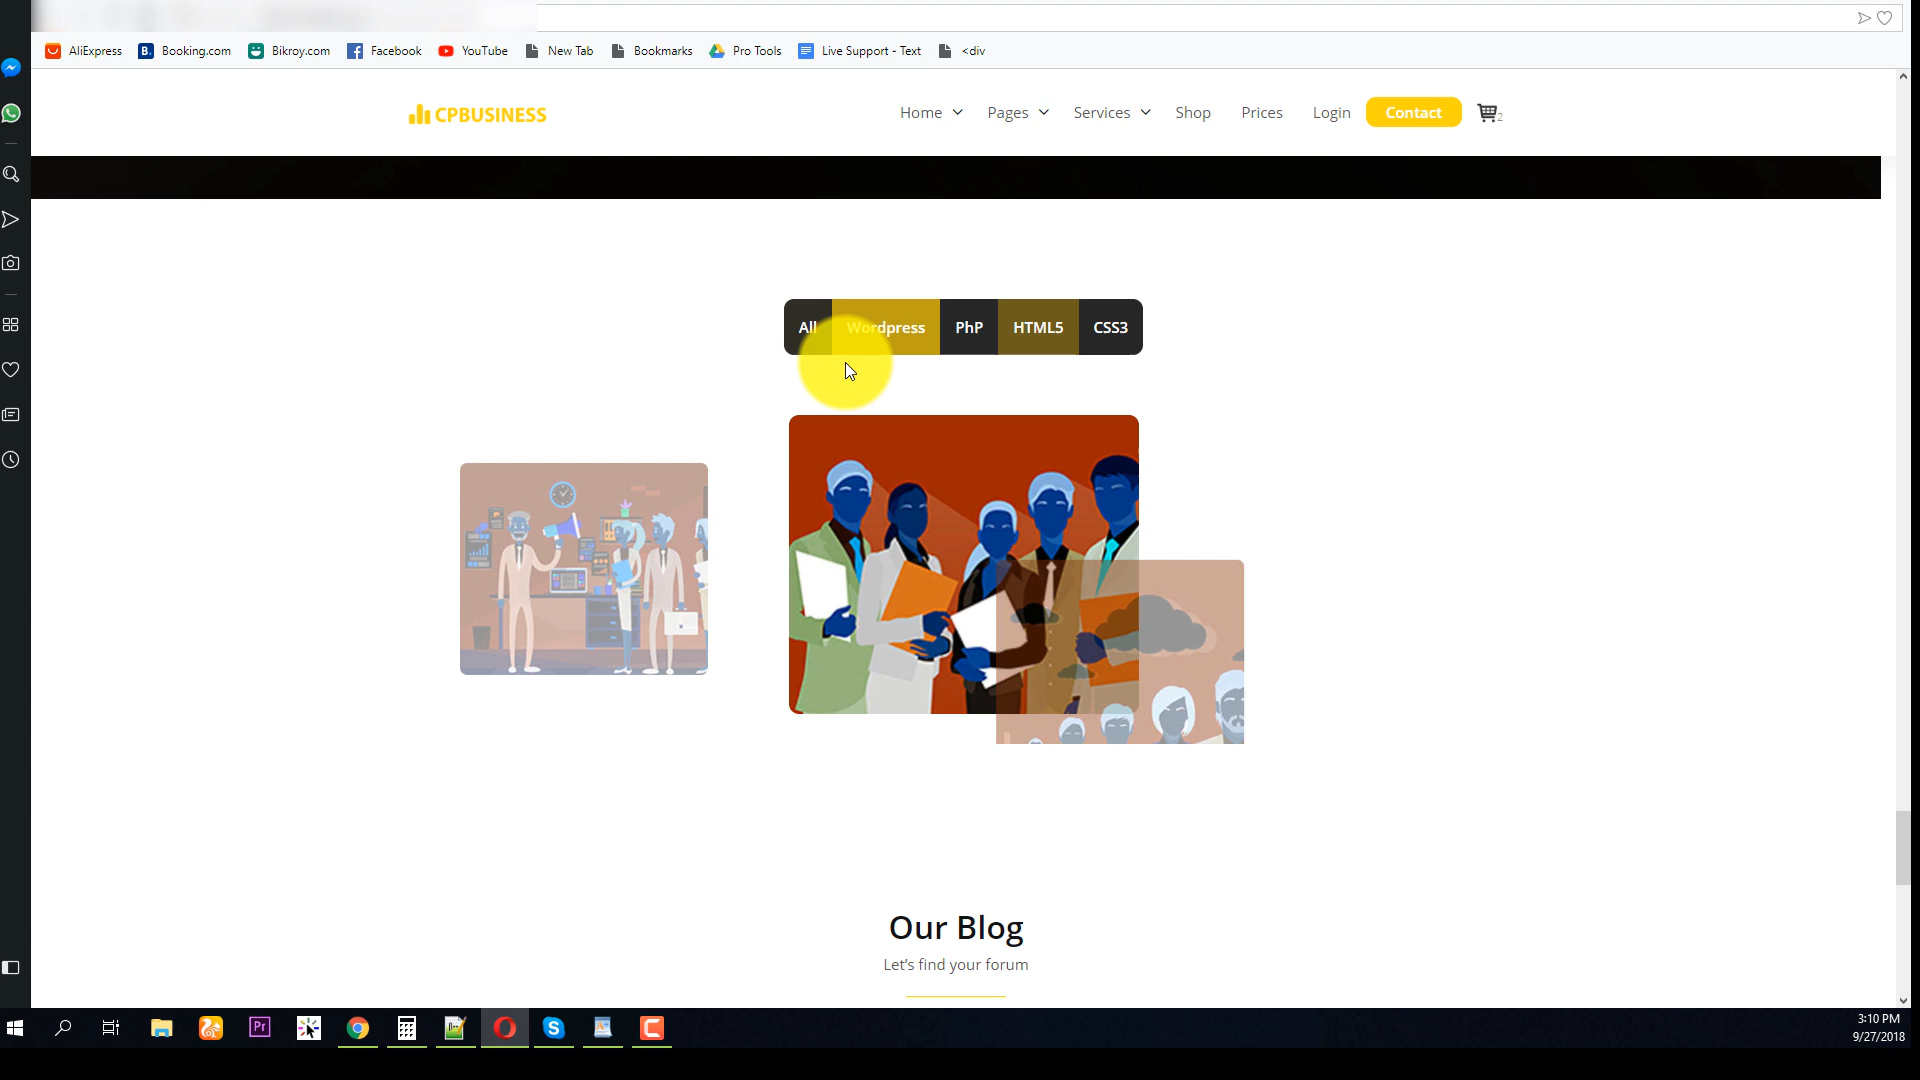 AliExpress B. Booking.com Bikroy.com Facebook YouTube New Tab Bookmarks Pro Tools Live Support - Text <div
CPBUSINESS Home Pages Services Shop Prices Login Contact 2
All Wordpress PhP HTML5 CSS3
Our Blog
Let's find your forum
Pr
3:10 PM
9/27/2018